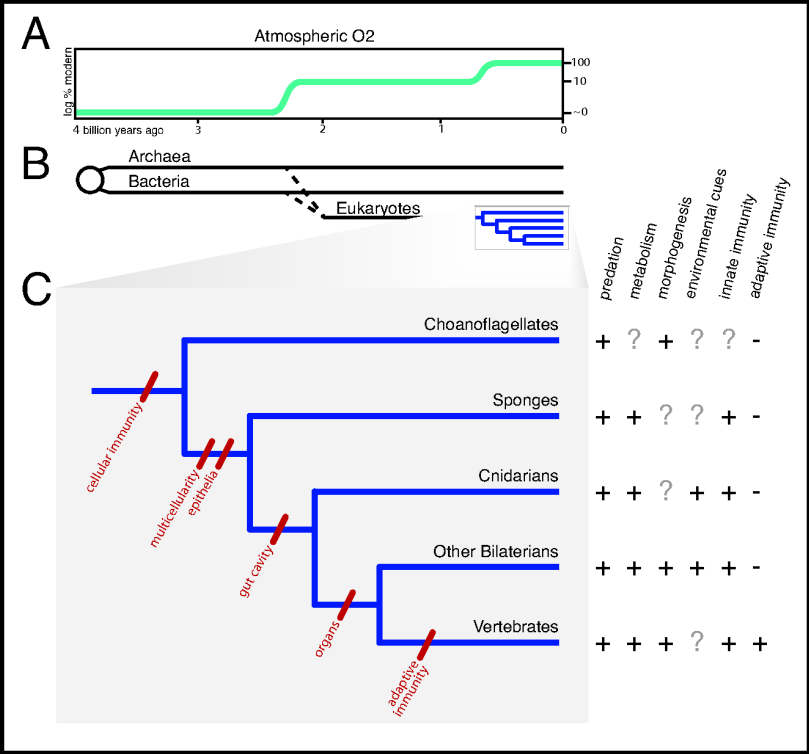 A
Atmospheric O2
log % modern
100
10
~0
4 billion years ago
3
2
1
0
B
Archaea
Bacteria
Eukaryotes
predation
metabolism
morphogenesis
environmental cues
innate immunity
adaptive immunity
C
Choanoflagellates
+ ? + ? ? -
Sponges
+ + ? ? + -
Cnidarians
+ + ? + + -
Other Bilaterians
+ + + + + -
Vertebrates
+ + + ? + +
cellular immunity
multicellularity
epithelia
gut cavity
organs
adaptive
immunity